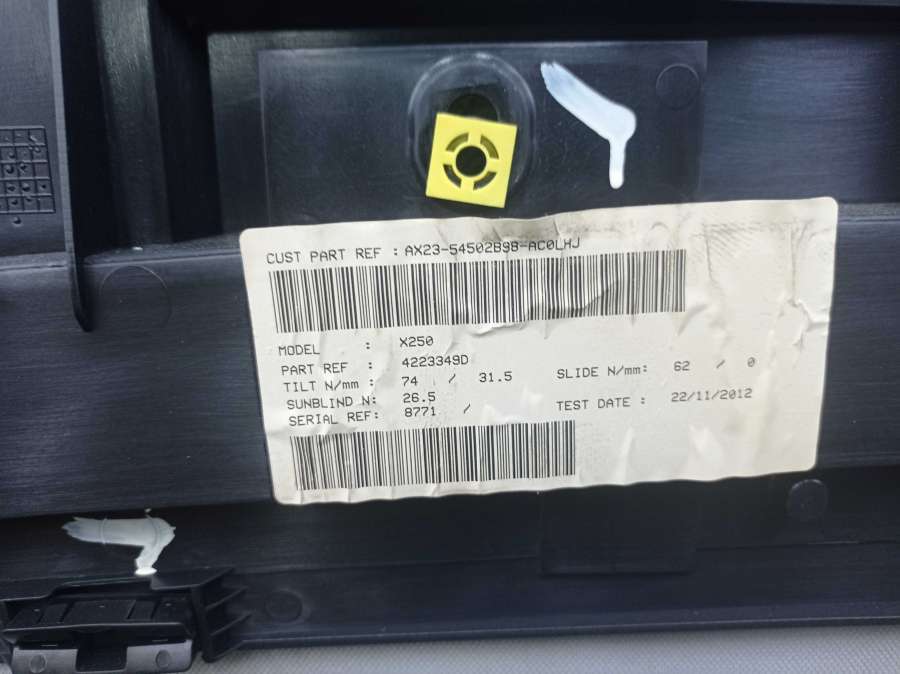 CUST PART REF : AX23-54502B98-AC0LHJ
MODEL : X250
PART REF : 4223349D
TILT N/mm : 74 / 31.5 SLIDE N/mm: 62 / 0
SUNBLIND N: 26.5
SERIAL REF: 8771 / TEST DATE : 22/11/2012